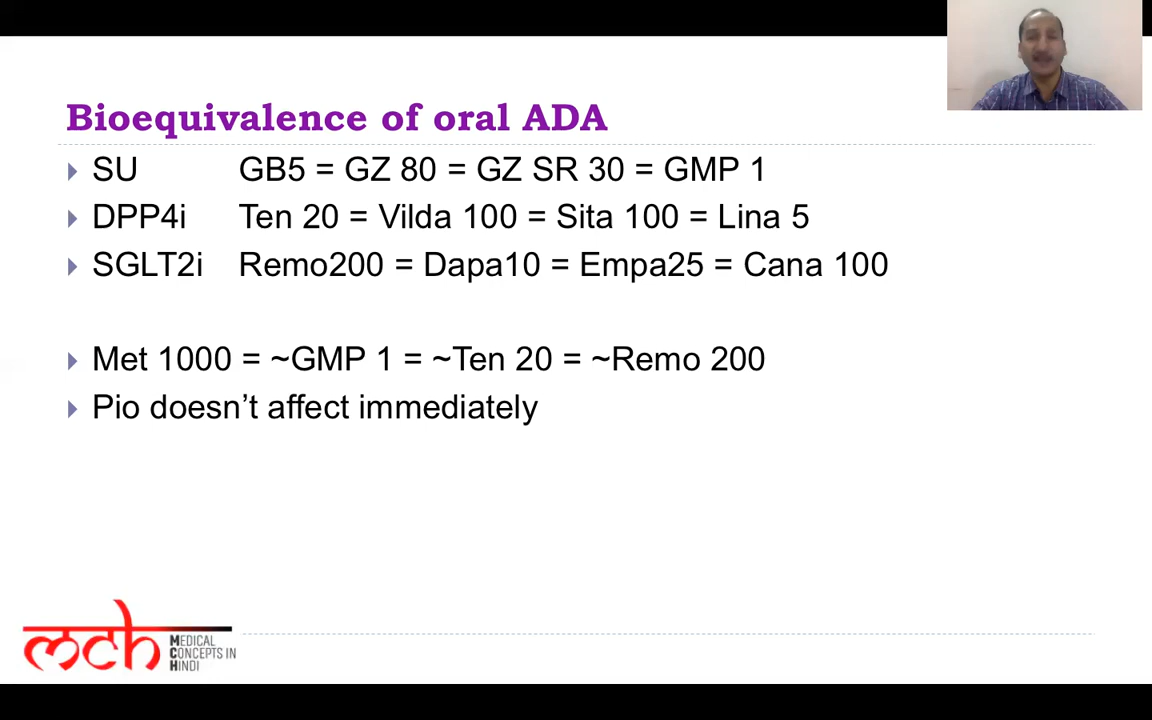 Bioequivalence of oral ADA
SU GB5 = GZ 80 = GZ SR 30 = GMP 1
DPP4i Ten 20 = Vilda 100 = Sita 100 = Lina 5
SGLT2i Remo200 = Dapa10 = Empa25 = Cana 100
Met 1000 = ~GMP 1 = ~Ten 20 = ~Remo 200
Pio doesn’t affect immediately
mch
MEDICAL
CONCEPTS IN
HINDI